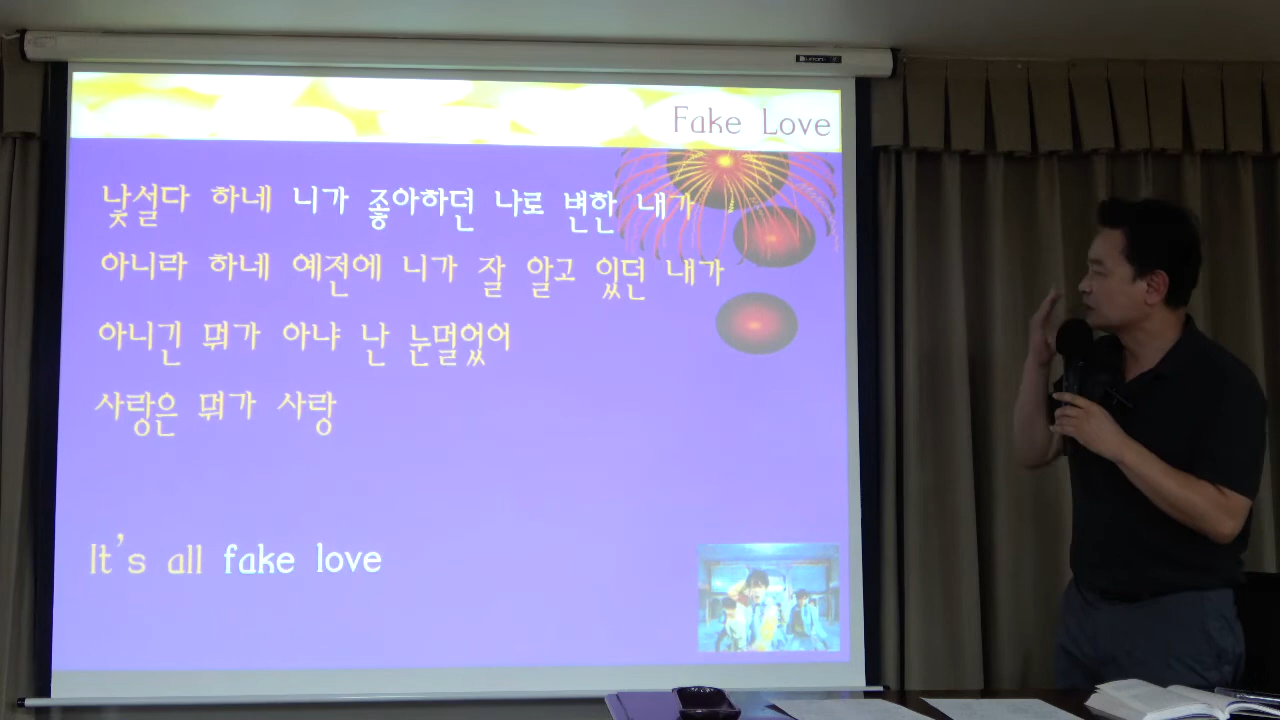 Fake Love
낯설다 하네 니가 좋아하던 나로 변한 내가
아니라 하네 예전에 니가 잘 알고 있던 내가
아니긴 뭐가 아냐 난 눈멀었어
사랑은 뭐가 사랑
It's all fake love